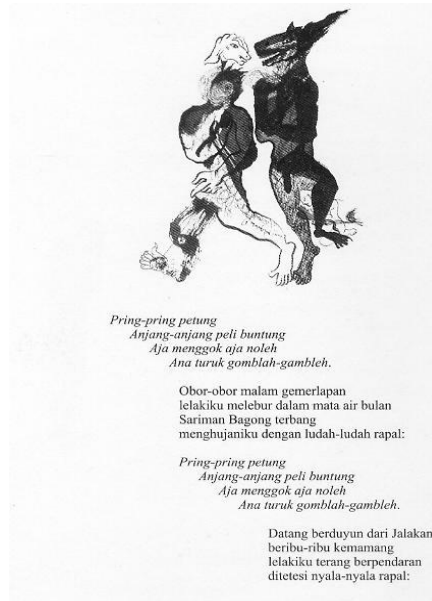 Pring-pring petung
Anjang-anjang peli buntung
Aja menggok aja noleh
Ana turuk gomblah-gambleh.
Obor-obor malam gemerlapan
lelakiku melebur dalam mata air bulan
Sariman Bagong terbang
menghujaniku dengan ludah-ludah rapal:
Pring-pring petung
Anjang-anjang peli buntung
Aja menggok aja noleh
Ana turuk gomblah-gambleh.
Datang berduyun dari Jalakan
beribu-ribu kemamang
lelakiku terang berpendaran
ditetesi nyala-nyala rapal: